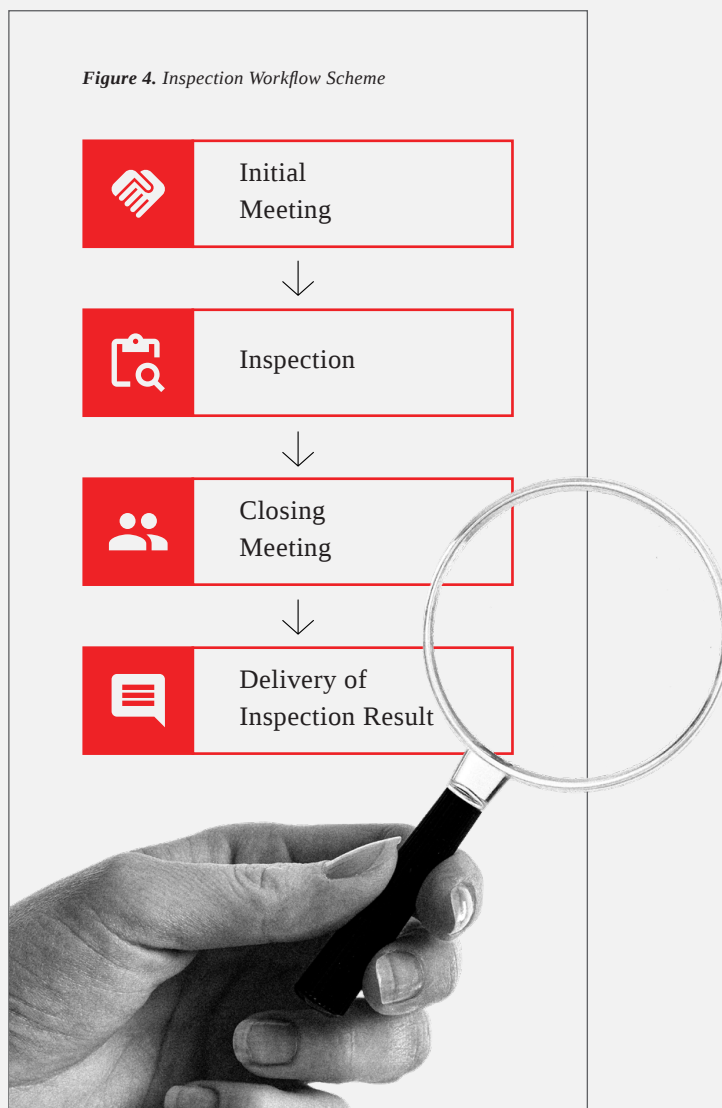 Figure 4. Inspection Workflow Scheme
Initial
Meeting
Inspection
Closing
Meeting
Delivery of
Inspection Result